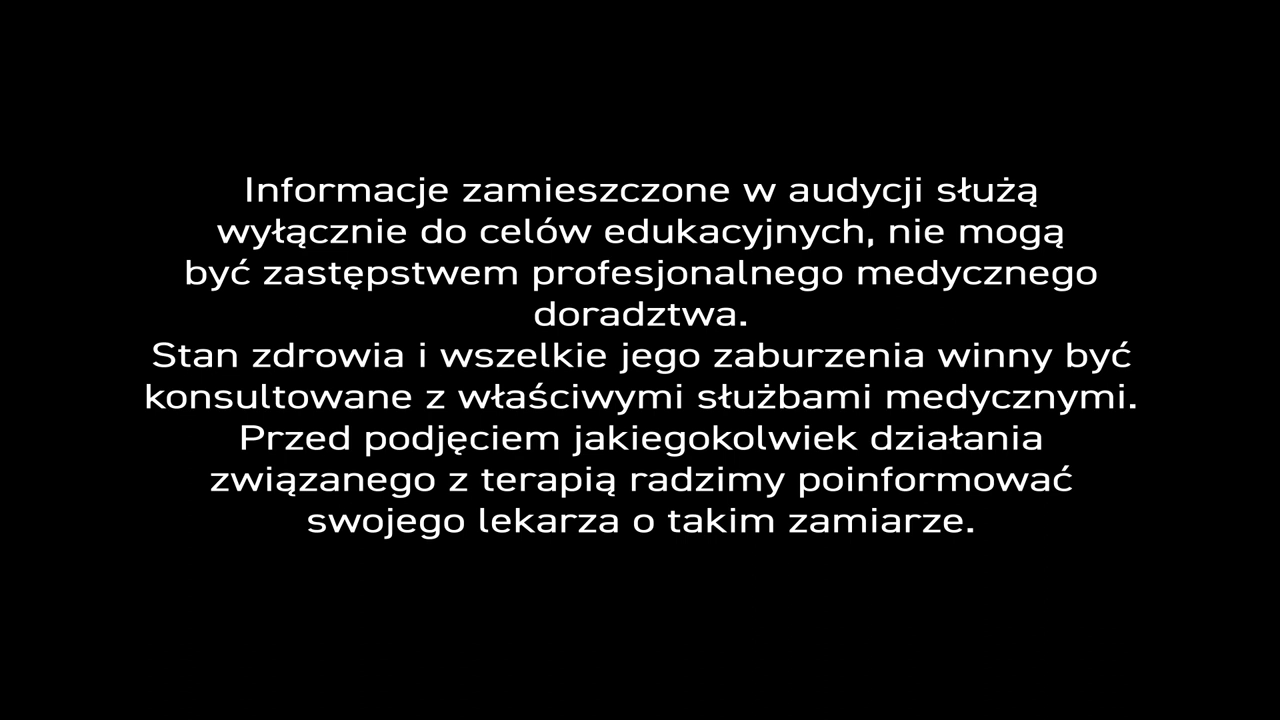 Informacje zamieszczone w audycji służą
wyłącznie do celów edukacyjnych, nie mogą
być zastępstwem profesjonalnego medycznego
doradztwa.
Stan zdrowia i wszelkie jego zaburzenia winny być
konsultowane z właściwymi służbami medycznymi.
Przed podjęciem jakiegokolwiek działania
związanego z terapią radzimy poinformować
swojego lekarza o takim zamiarze.